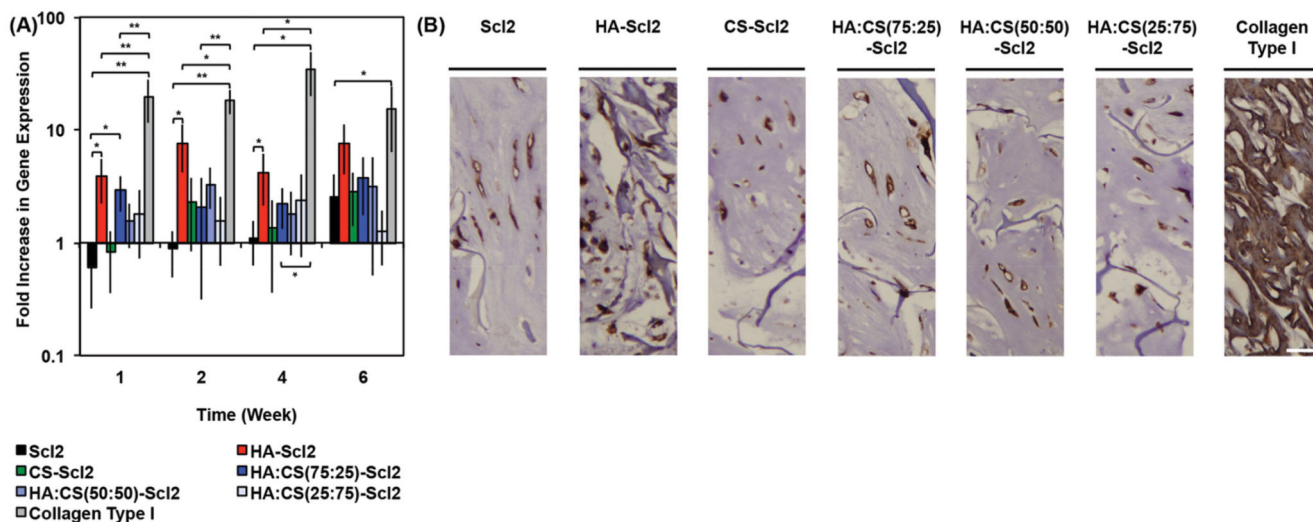 (A)
100
10
1
0.1
Fold Increase in Gene Expression
** ** ** * *
** * ** *
* * * *
*
1 2 4 6
Time (Week)
Scl2 HA-Scl2
CS-Scl2 HA:CS(75:25)-Scl2
HA:CS(50:50)-Scl2 HA:CS(25:75)-Scl2
Collagen Type I
(B)
Scl2
HA-Scl2
CS-Scl2
HA:CS(75:25)
-Scl2
HA:CS(50:50)
-Scl2
HA:CS(25:75)
-Scl2
Collagen
Type I